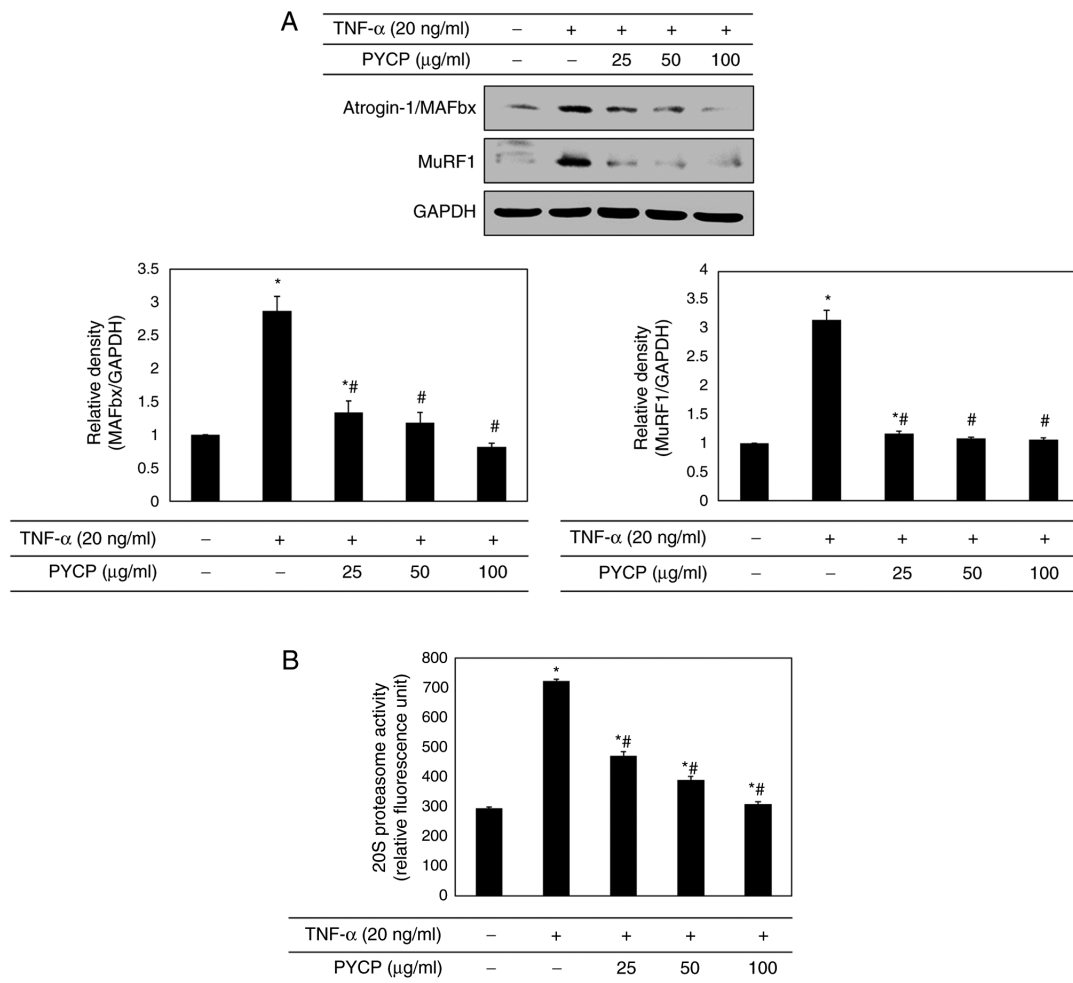 A
TNF-α (20 ng/ml) – + + + +
PYCP (μg/ml) – – 25 50 100
Atrogin-1/MAFbx
MuRF1
GAPDH
Relative density
(MAFbx/GAPDH)
3.5
3
2.5
2
1.5
1
0.5
0
*
*#
#
#
TNF-α (20 ng/ml) – + + + +
PYCP (μg/ml) – – 25 50 100
Relative density
(MuRF1/GAPDH)
4
3.5
3
2.5
2
1.5
1
0.5
0
*
*#
#
#
TNF-α (20 ng/ml) – + + + +
PYCP (μg/ml) – – 25 50 100
B
20S proteasome activity
(relative fluorescence unit)
800
700
600
500
400
300
200
100
0
*
*#
*#
*#
TNF-α (20 ng/ml) – + + + +
PYCP (μg/ml) – – 25 50 100